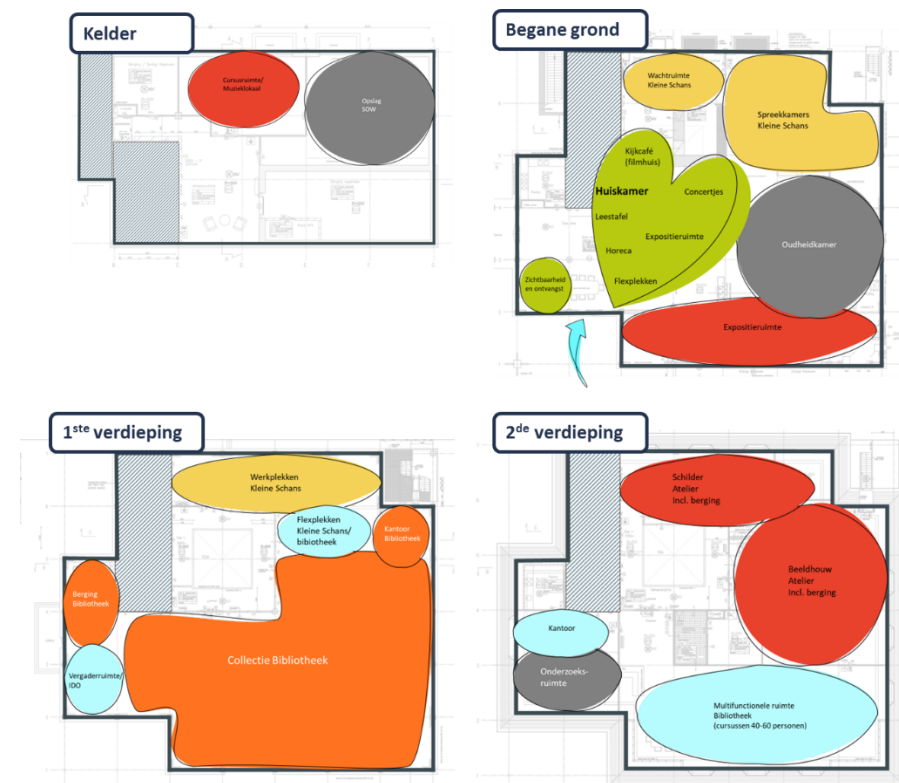 Kelder
Cursusruimte/
Muzieklokaal
Opslag
SOW
Begane grond
Wachtruimte
Kleine Schans
Spreekkamers
Kleine Schans
Kijkcafé
(filmhuis)
Huiskamer
Concertjes
Leestafel
Expositieruimte
Horeca
Flexplekken
Oudheidkamer
Zichtbaarheid
en ontvangst
Expositieruimte
1ste verdieping
Werkplekken
Kleine Schans
Flexplekken
Kleine Schans/
bibiotheek
Kantoor
Bibliotheek
Berging
Bibliotheek
Collectie Bibliotheek
Vergaderruimte/
IDO
2de verdieping
Schilder
Atelier
Incl. berging
Beeldhouw
Atelier
Incl. berging
Kantoor
Onderzoeks-
ruimte
Multifunctionele ruimte
Bibliotheek
(cursussen 40-60 personen)